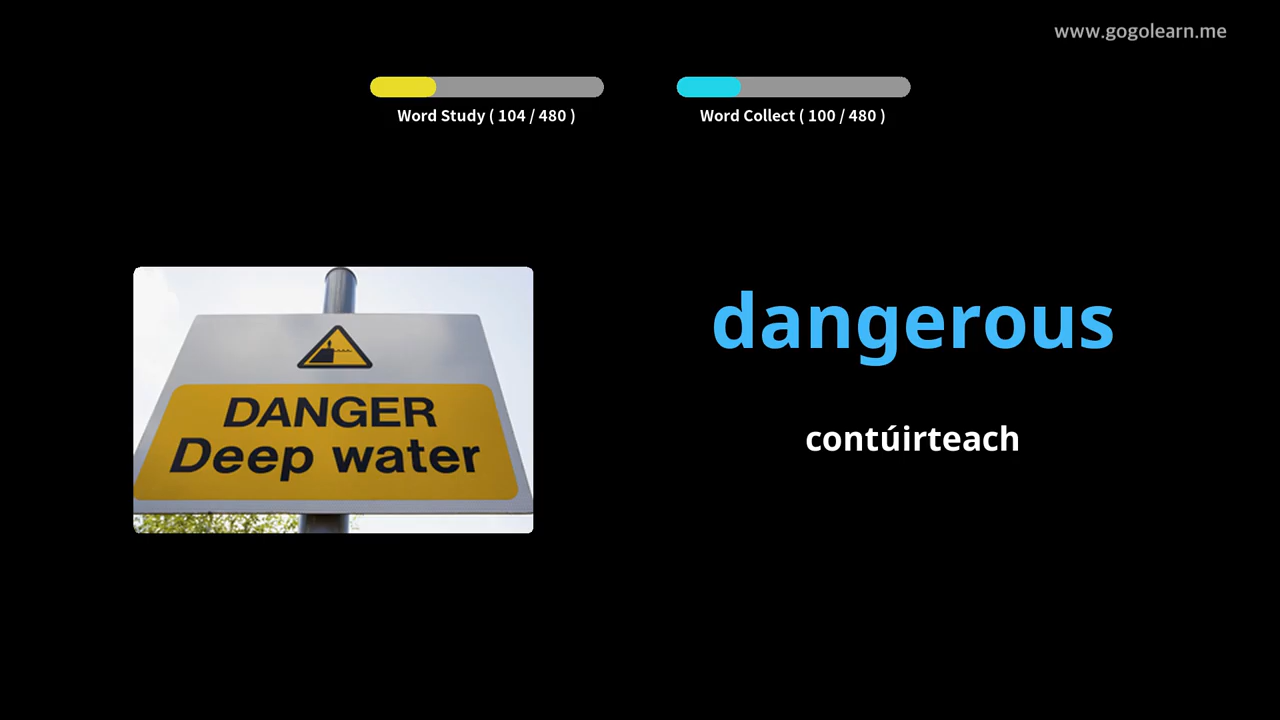 www.gogolearn.me
Word Study ( 104 / 480 )
Word Collect ( 100 / 480 )
DANGER
Deep water
dangerous
contúirteach